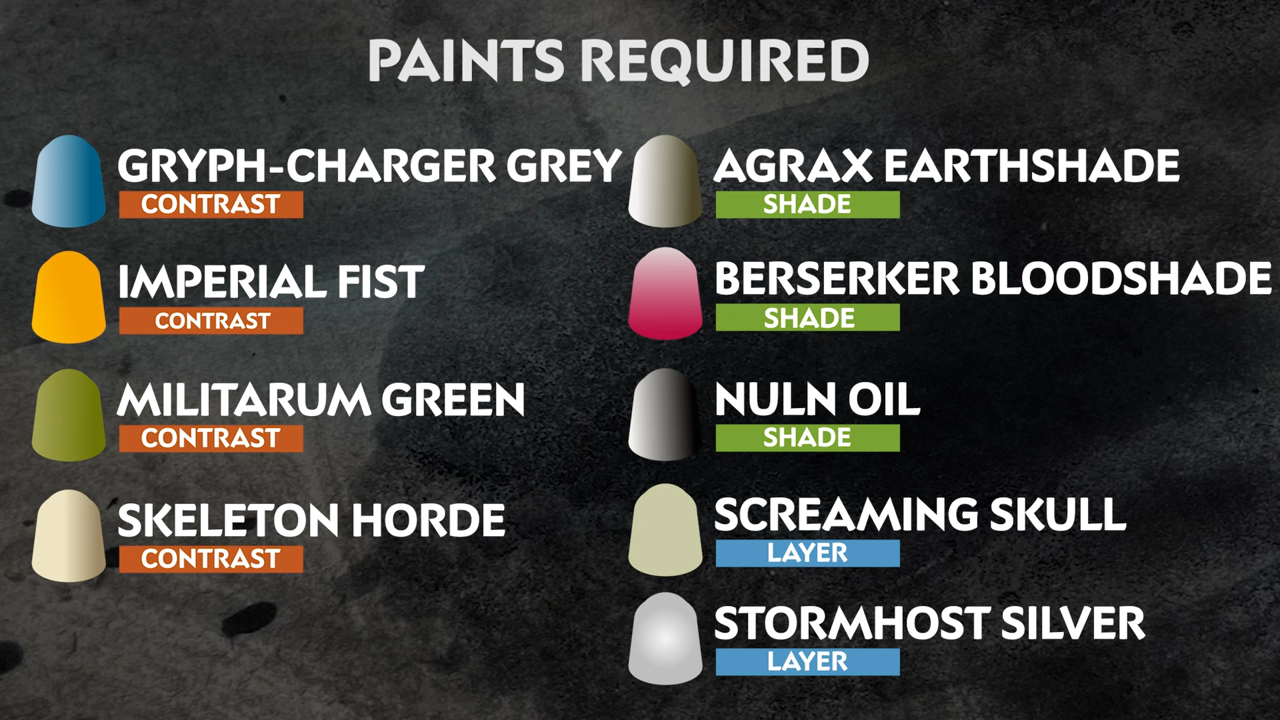 PAINTS REQUIRED
GRYPH-CHARGER GREY
CONTRAST
IMPERIAL FIST
CONTRAST
MILITARUM GREEN
CONTRAST
SKELETON HORDE
CONTRAST
AGRAX EARTHSHADE
SHADE
BERSERKER BLOODSHADE
SHADE
NULN OIL
SHADE
SCREAMING SKULL
LAYER
STORMHOST SILVER
LAYER